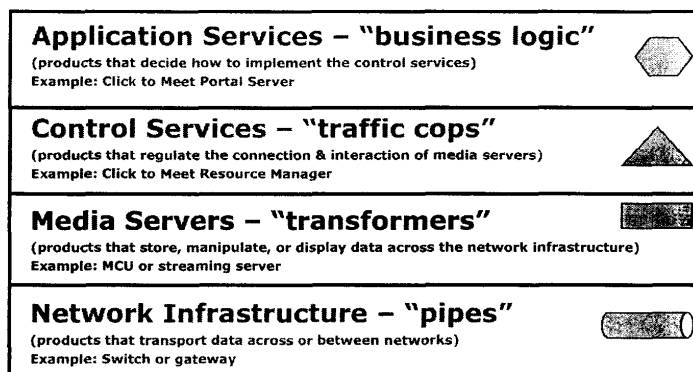 Application Services – “business logic”
(products that decide how to implement the control services)
Example: Click to Meet Portal Server
Control Services – “traffic cops”
(products that regulate the connection & interaction of media servers)
Example: Click to Meet Resource Manager
Media Servers – “transformers”
(products that store, manipulate, or display data across the network infrastructure)
Example: MCU or streaming server
Network Infrastructure – “pipes”
(products that transport data across or between networks)
Example: Switch or gateway